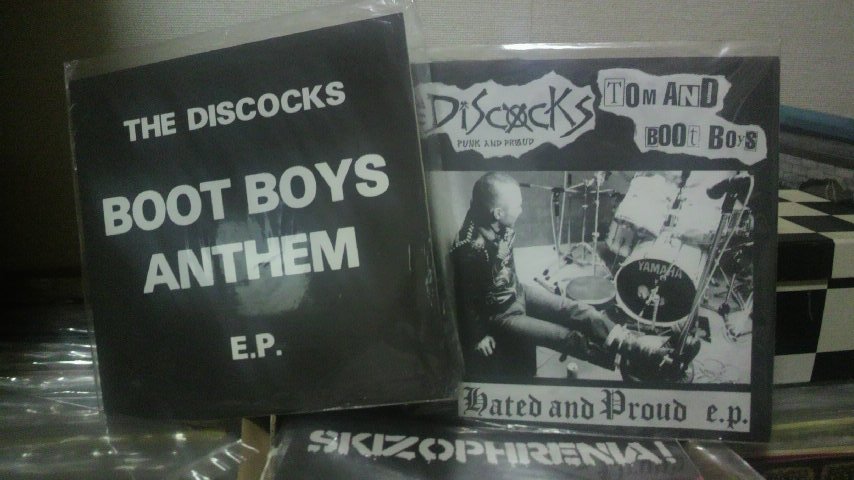 THE DISCOCKS
BOOT BOYS
ANTHEM
E.P.
DiScocKs
PUNK AND PROUD
TOM AND
BOOt BOyS
YAMAHA
Hated and Proud e.p.
SKIZOPHRENIA!